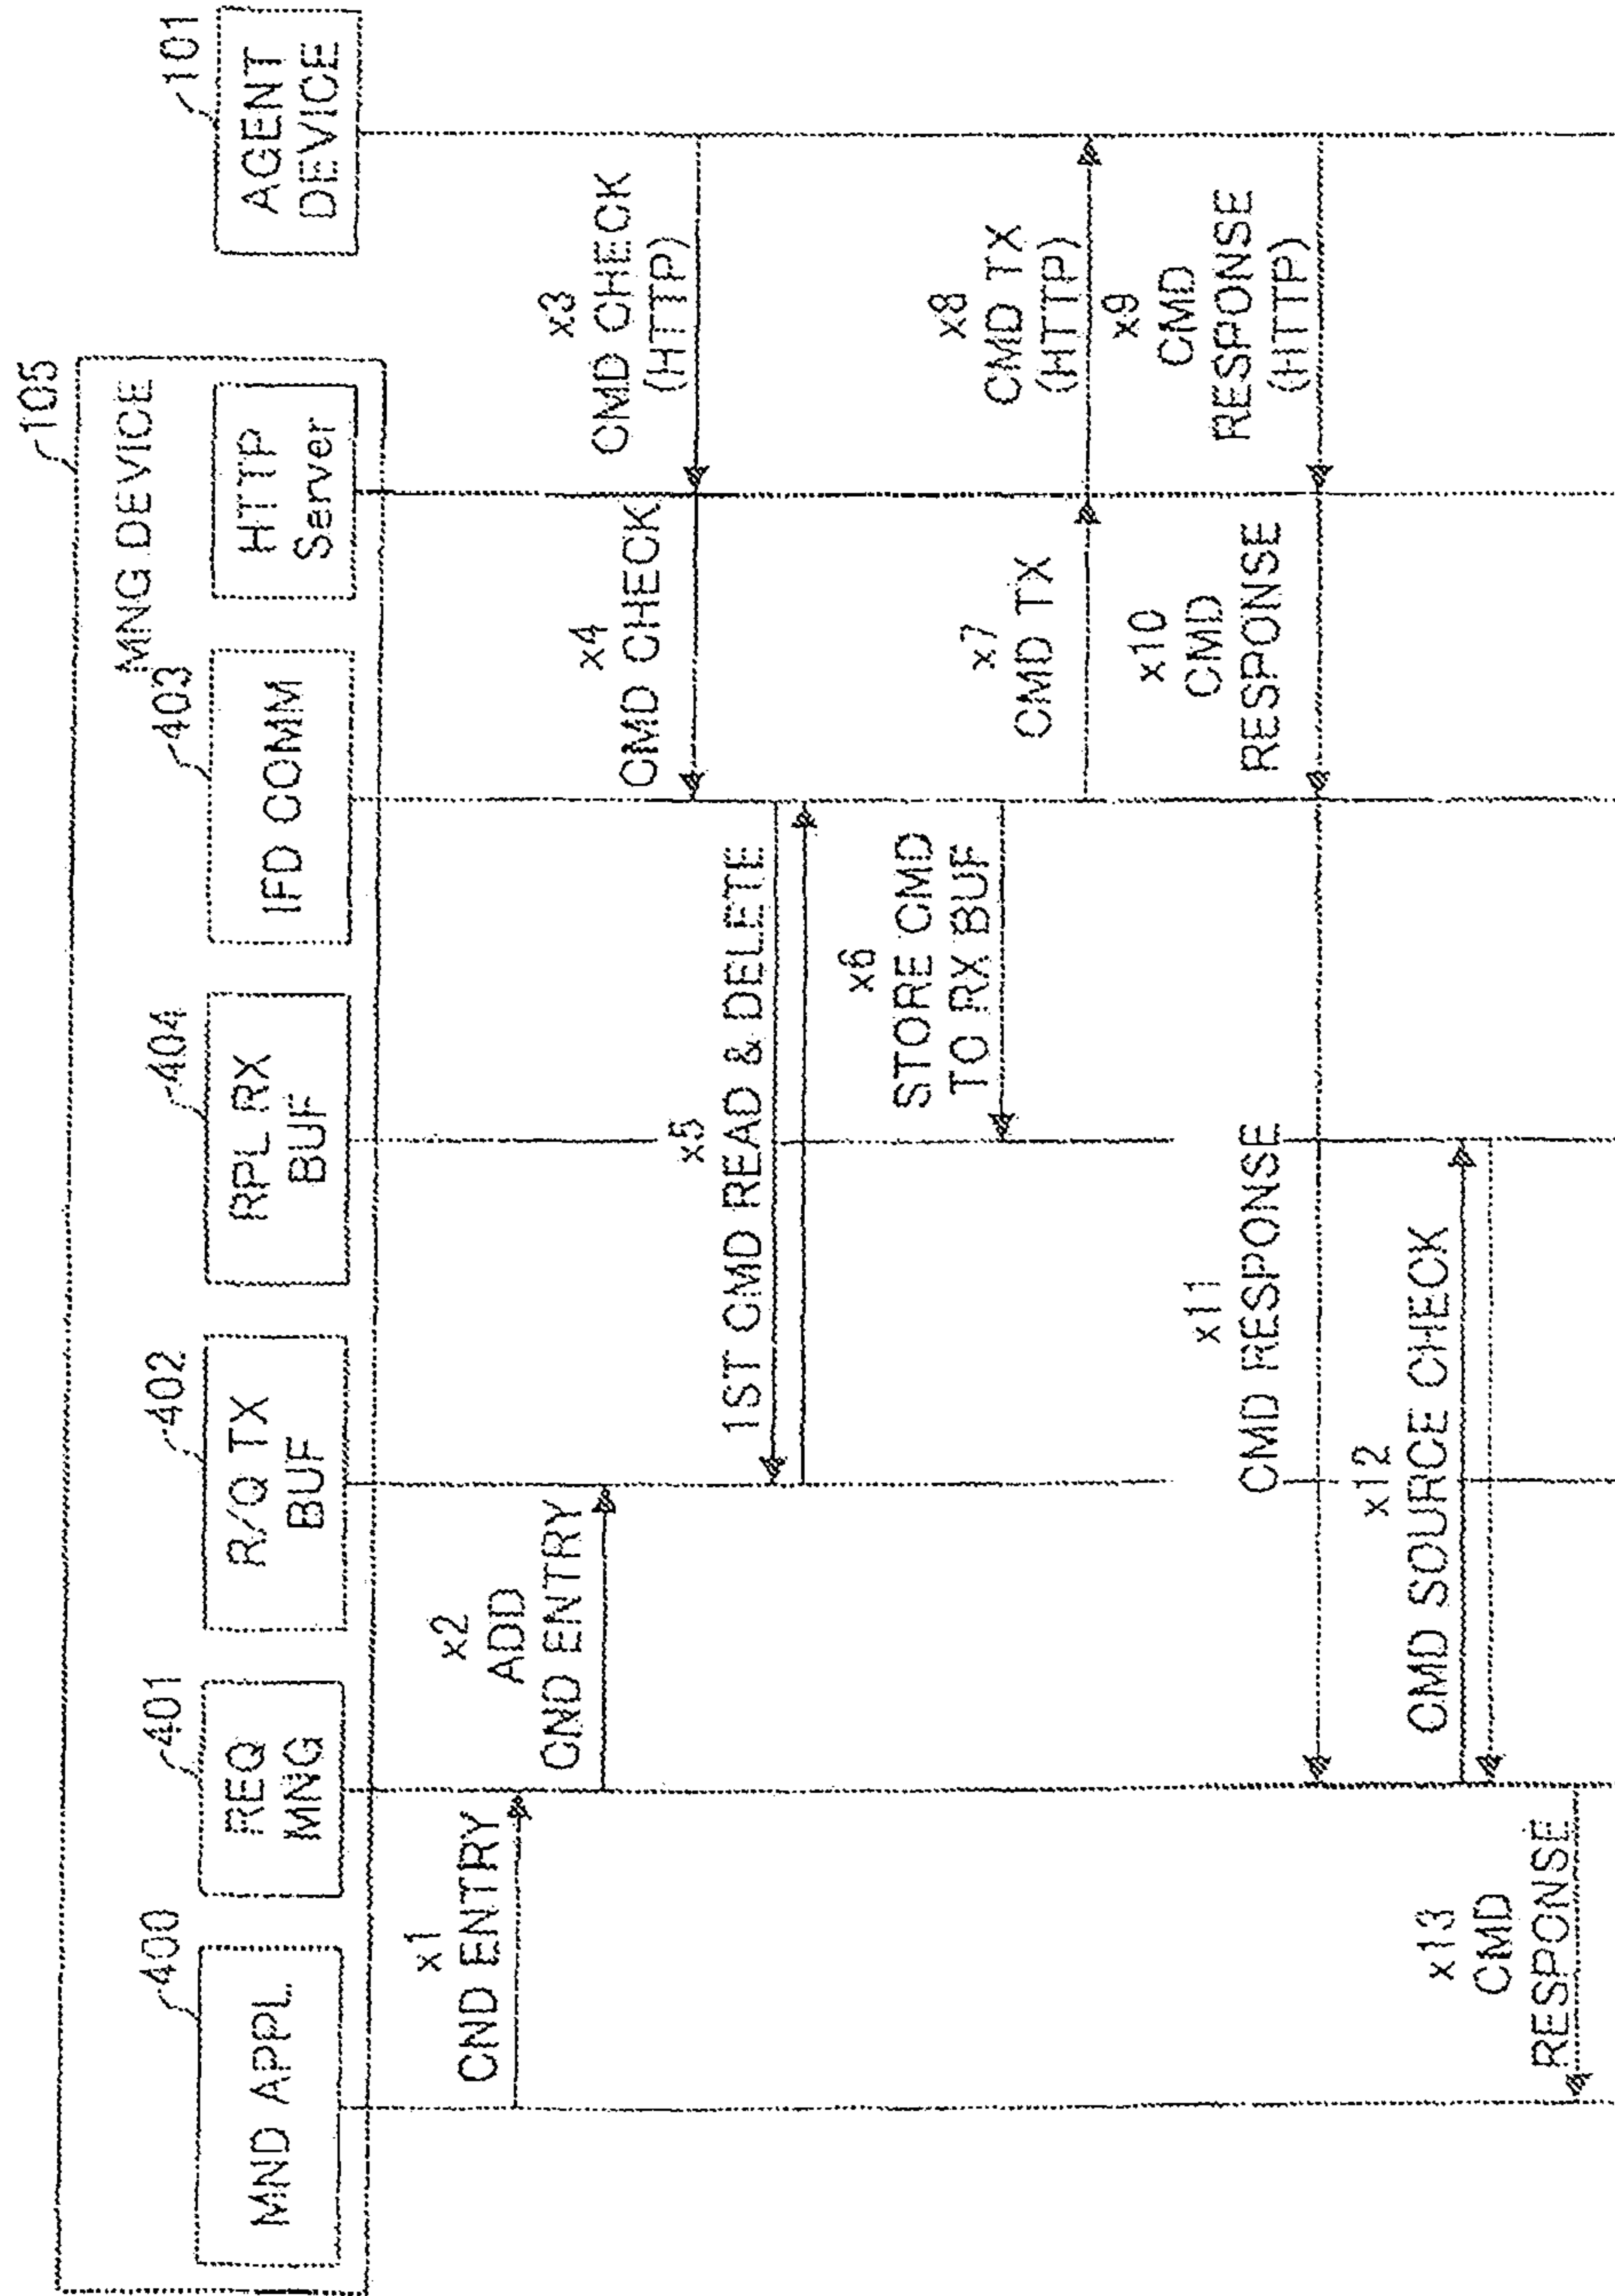 105
MNG DEVICE
400
MND APPL
401
REQ
MNG
402
R/Q TX
BUF
404
RPL RX
BUF
403
IFD COMM
HTTP
Server
101
AGENT
DEVICE
x1
CND ENTRY
x2
ADD
CND ENTRY
x3
CMD CHECK
(HTTP)
x4
CMD CHECK
x5
1ST CMD READ & DELETE
x6
STORE CMD
TO RX BUF
x7
CMD TX
x8
CMD TX
(HTTP)
x9
CMD
RESPONSE
(HTTP)
x10
CMD
RESPONSE
x11
CMD RESPONSE
x12
CMD SOURCE CHECK
x13
CMD
RESPONSE